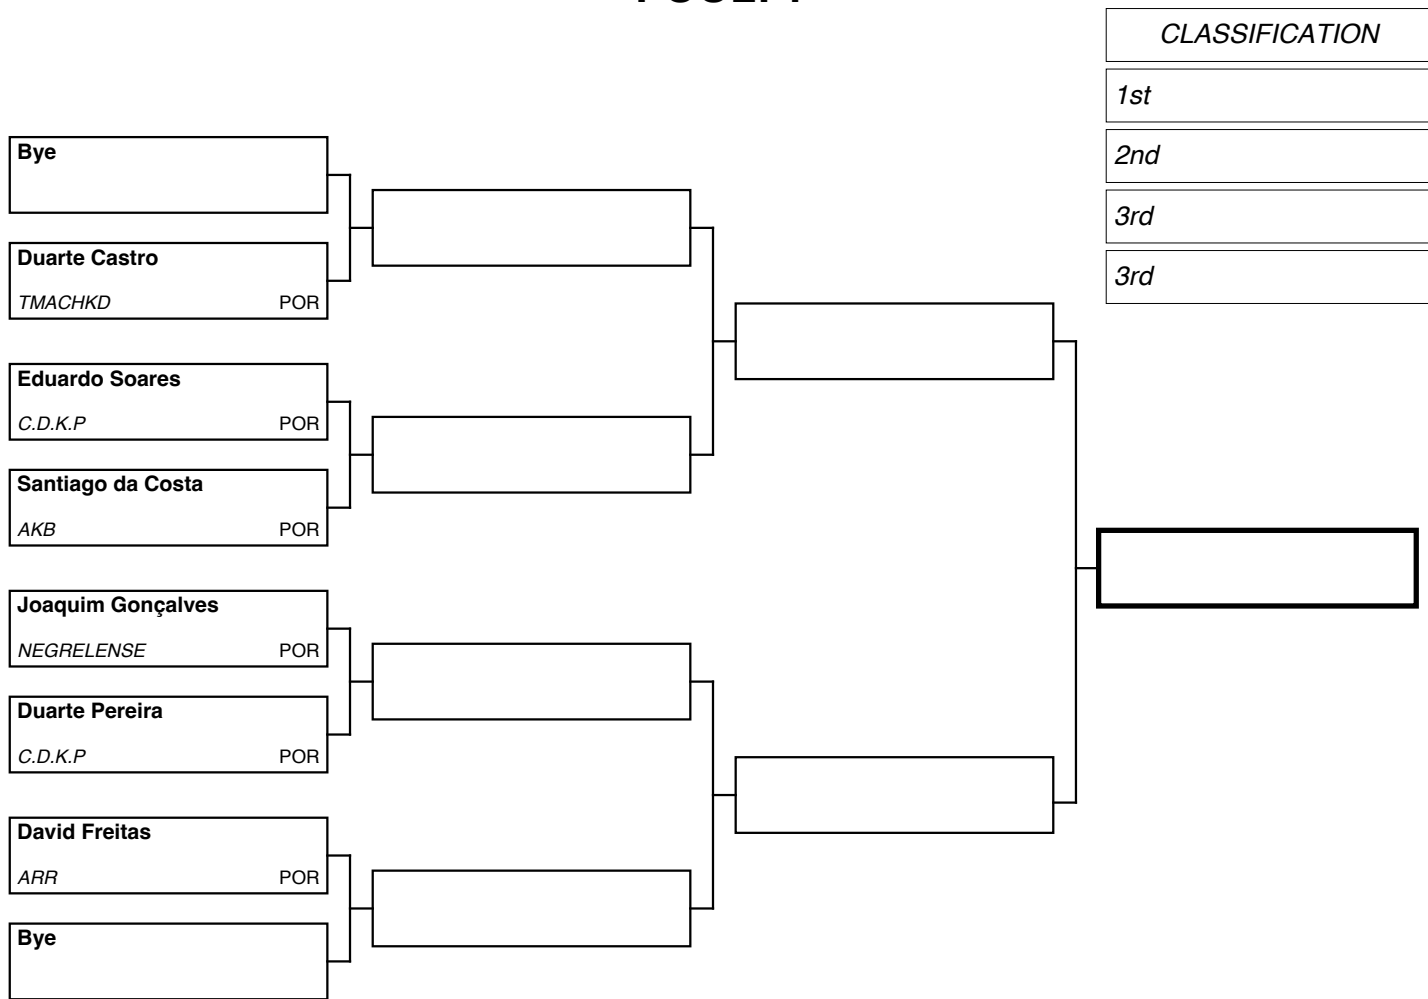 CLASSIFICATION
1st
2nd
3rd
3rd
Bye
Duarte Castro
TMACHKD POR
Eduardo Soares
C.D.K.P POR
Santiago da Costa
AKB POR
Joaquim Gonçalves
NEGRELENSE POR
Duarte Pereira
C.D.K.P POR
David Freitas
ARR POR
Bye